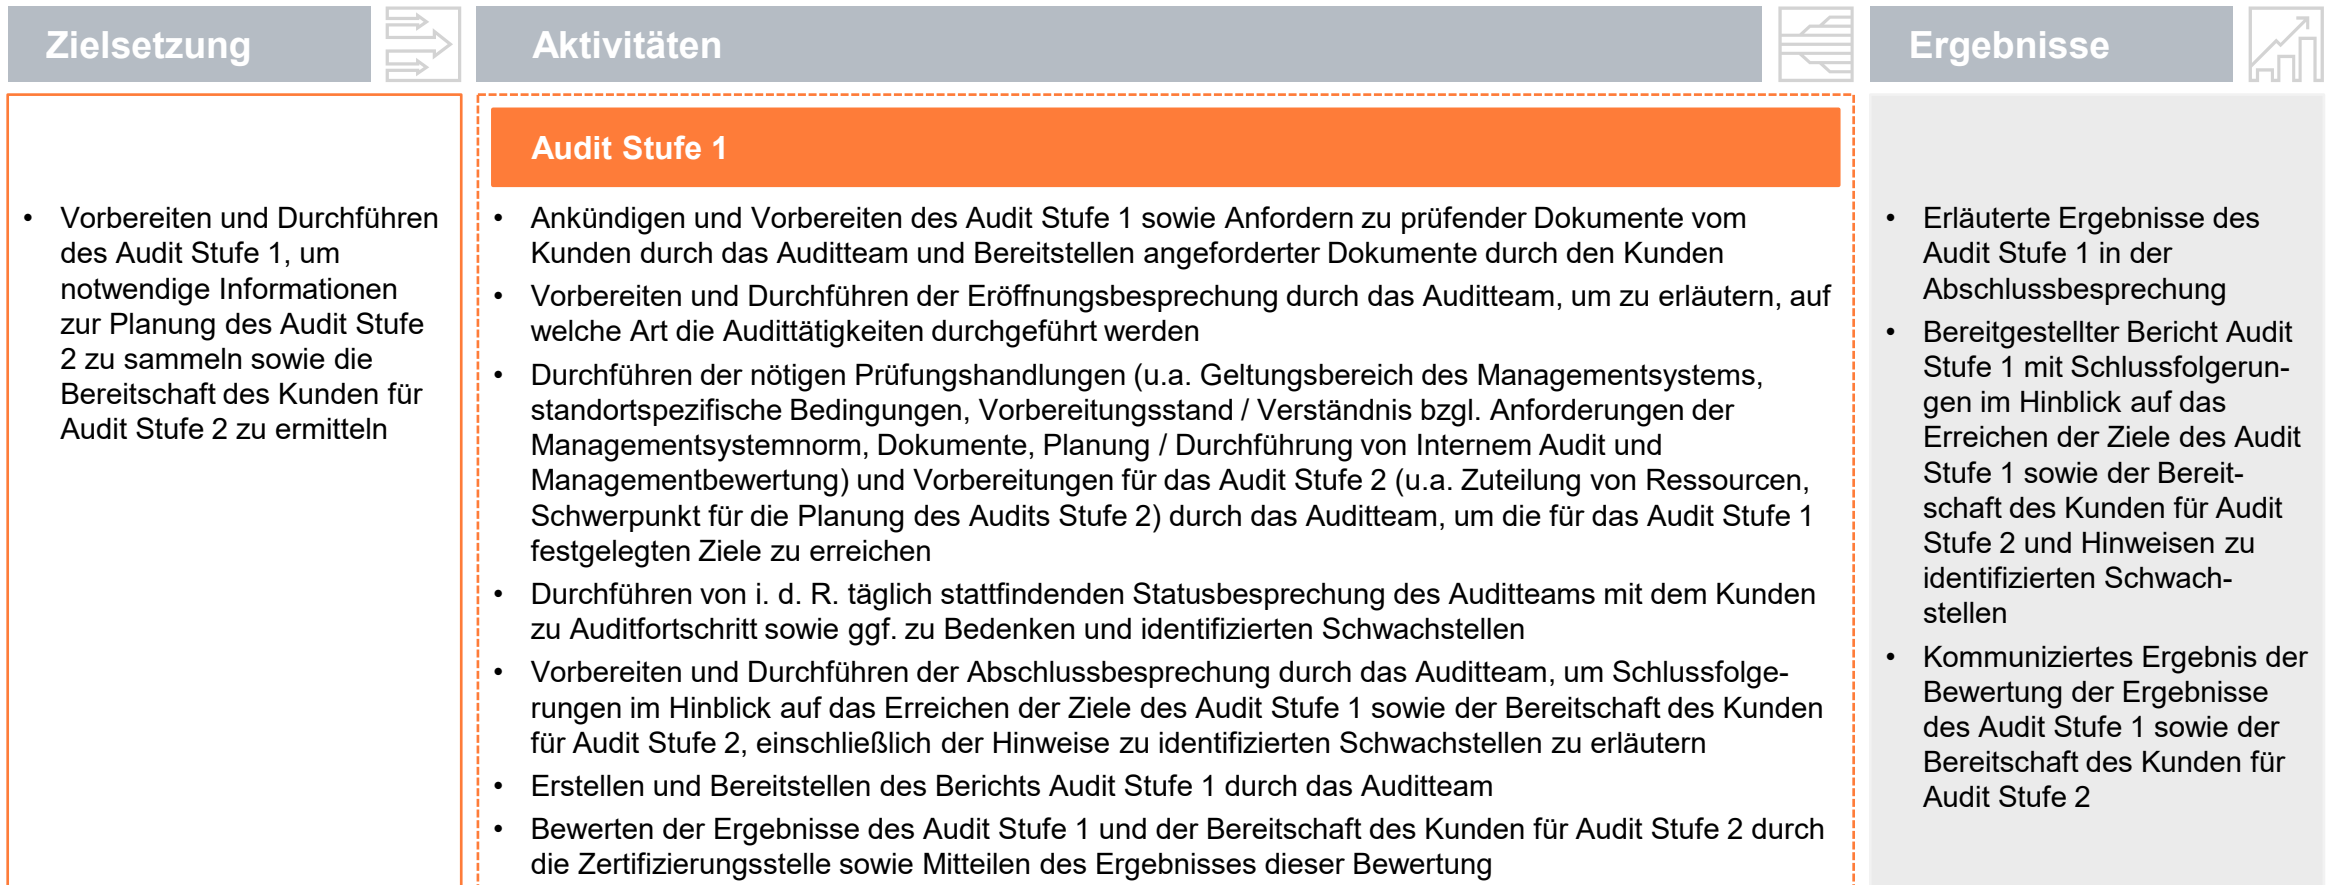 Zielsetzung
Aktivitäten
Ergebnisse
• Vorbereiten und Durchführen
des Audit Stufe 1, um
notwendige Informationen
zur Planung des Audit Stufe
2 zu sammeln sowie die
Bereitschaft des Kunden für
Audit Stufe 2 zu ermitteln
Audit Stufe 1
• Ankündigen und Vorbereiten des Audit Stufe 1 sowie Anfordern zu prüfender Dokumente vom
Kunden durch das Auditteam und Bereitstellen angeforderter Dokumente durch den Kunden
• Vorbereiten und Durchführen der Eröffnungsbesprechung durch das Auditteam, um zu erläutern, auf
welche Art die Audittätigkeiten durchgeführt werden
• Durchführen der nötigen Prüfungshandlungen (u.a. Geltungsbereich des Managementsystems,
standortspezifische Bedingungen, Vorbereitungsstand / Verständnis bzgl. Anforderungen der
Managementsystemnorm, Dokumente, Planung / Durchführung von Internem Audit und
Managementbewertung) und Vorbereitungen für das Audit Stufe 2 (u.a. Zuteilung von Ressourcen,
Schwerpunkt für die Planung des Audits Stufe 2) durch das Auditteam, um die für das Audit Stufe 1
festgelegten Ziele zu erreichen
• Durchführen von i. d. R. täglich stattfindenden Statusbesprechung des Auditteams mit dem Kunden
zu Auditfortschritt sowie ggf. zu Bedenken und identifizierten Schwachstellen
• Vorbereiten und Durchführen der Abschlussbesprechung durch das Auditteam, um Schlussfolge-
rungen im Hinblick auf das Erreichen der Ziele des Audit Stufe 1 sowie der Bereitschaft des Kunden
für Audit Stufe 2, einschließlich der Hinweise zu identifizierten Schwachstellen zu erläutern
• Erstellen und Bereitstellen des Berichts Audit Stufe 1 durch das Auditteam
• Bewerten der Ergebnisse des Audit Stufe 1 und der Bereitschaft des Kunden für Audit Stufe 2 durch
die Zertifizierungsstelle sowie Mitteilen des Ergebnisses dieser Bewertung
• Erläuterte Ergebnisse des
Audit Stufe 1 in der
Abschlussbesprechung
• Bereitgestellter Bericht Audit
Stufe 1 mit Schlussfolgerun-
gen im Hinblick auf das
Erreichen der Ziele des Audit
Stufe 1 sowie der Bereit-
schaft des Kunden für Audit
Stufe 2 und Hinweisen zu
identifizierten Schwach-
stellen
• Kommuniziertes Ergebnis der
Bewertung der Ergebnisse
des Audit Stufe 1 sowie der
Bereitschaft des Kunden für
Audit Stufe 2